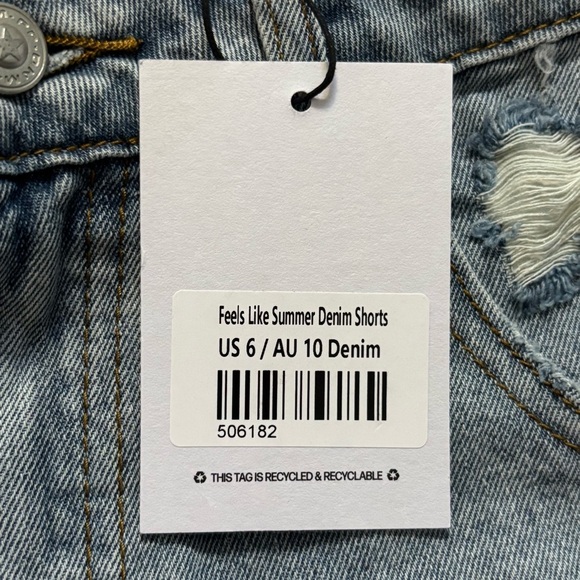 Feels Like Summer Denim Shorts
US 6 / AU 10 Denim
506182
THIS TAG IS RECYCLED & RECYCLABLE